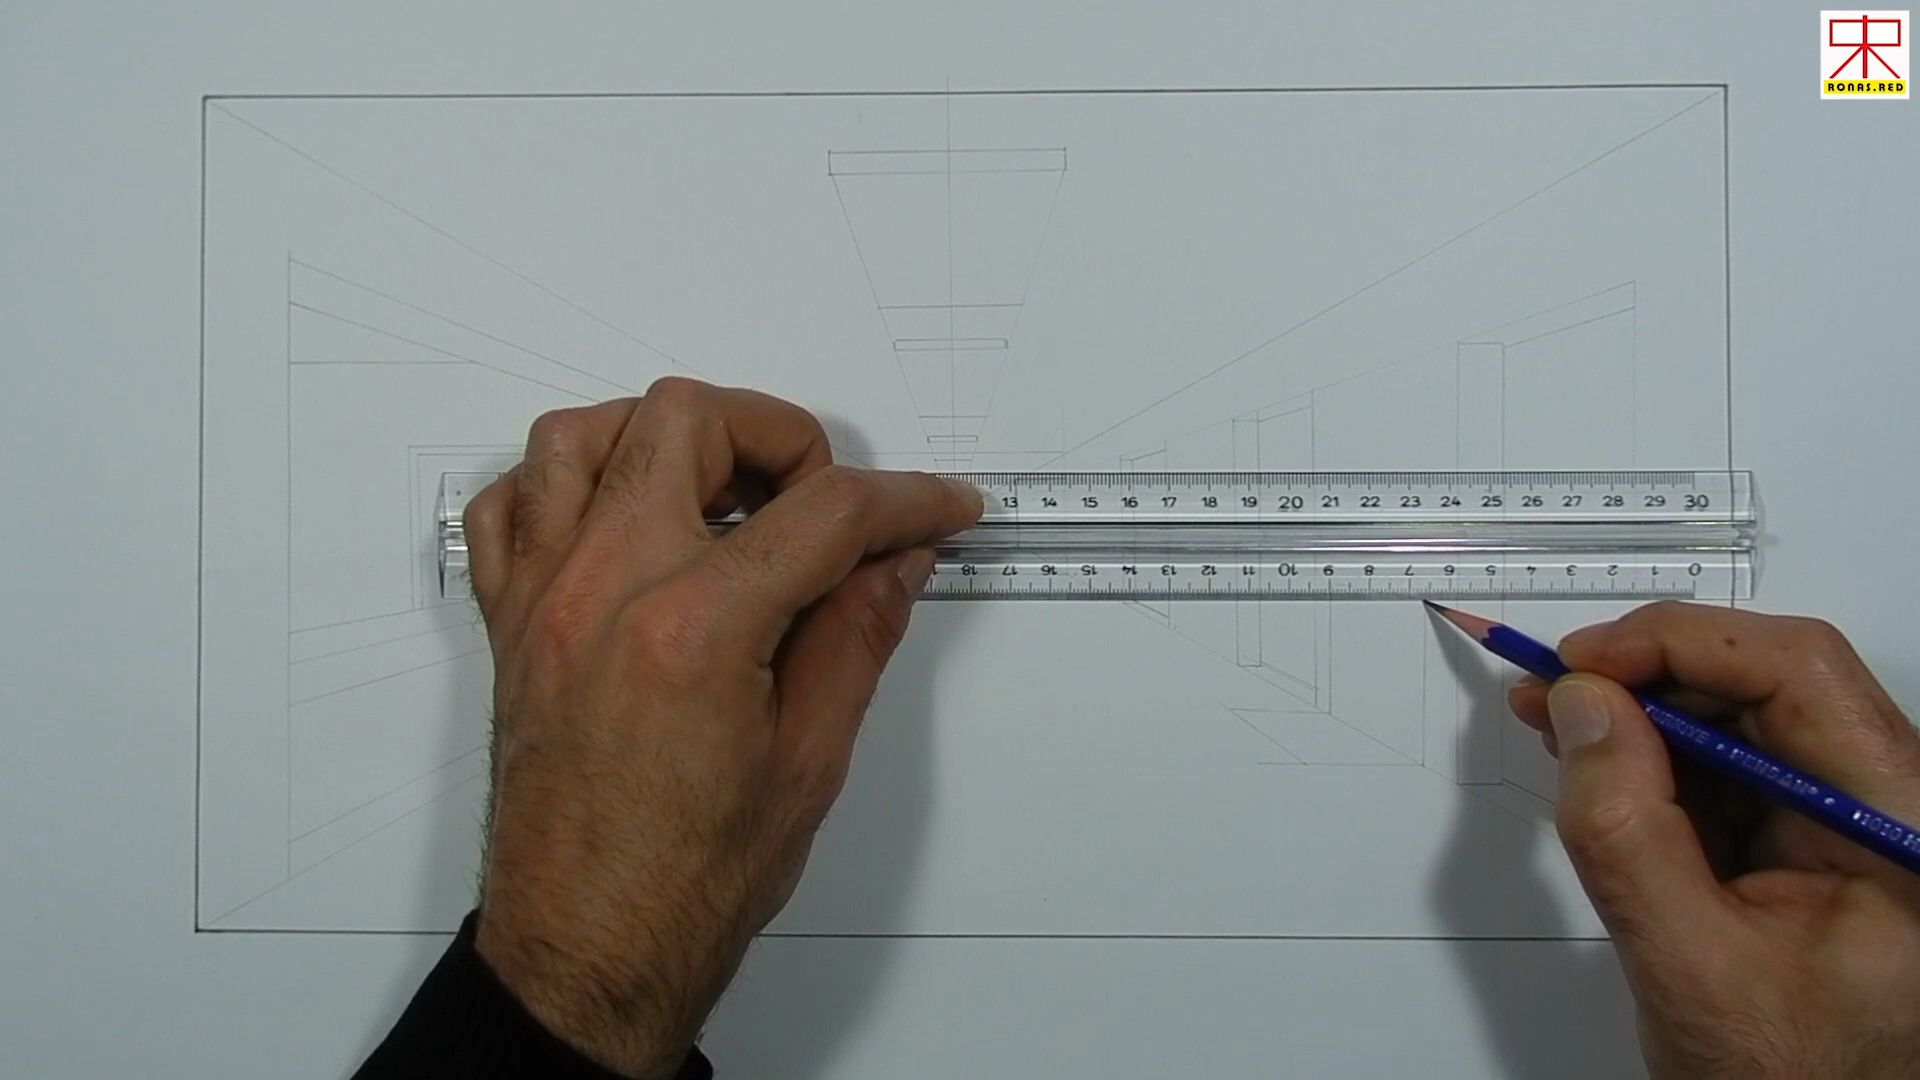 RONAS.RED
13 14 15 16 17 18 19 20 21 22 23 24 25 26 27 28 29 30
18 17 16 15 14 13 12 11 10 9 8 7 6 5 4 3 2 1 0
TURKIYE • PENSAN